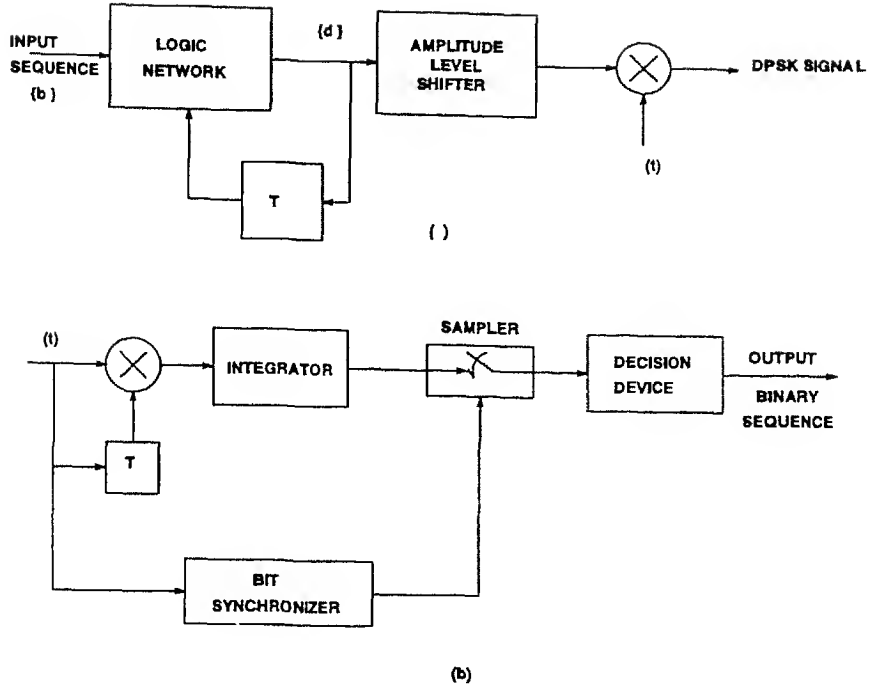 INPUT
SEQUENCE
{b }
LOGIC
NETWORK
{d }
AMPLITUDE
LEVEL
SHIFTER
DPSK SIGNAL
(t)
T
( )
(t)
INTEGRATOR
SAMPLER
DECISION
DEVICE
OUTPUT
BINARY
SEQUENCE
T
BIT
SYNCHRONIZER
(b)